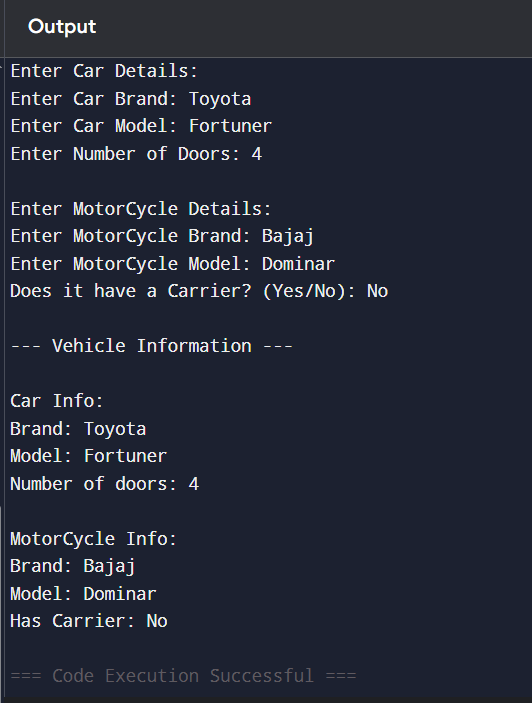 Output
Enter Car Details:
Enter Car Brand: Toyota
Enter Car Model: Fortuner
Enter Number of Doors: 4
Enter MotorCycle Details:
Enter MotorCycle Brand: Bajaj
Enter MotorCycle Model: Dominar
Does it have a Carrier? (Yes/No): No
--- Vehicle Information ---
Car Info:
Brand: Toyota
Model: Fortuner
Number of doors: 4
MotorCycle Info:
Brand: Bajaj
Model: Dominar
Has Carrier: No
=== Code Execution Successful ===